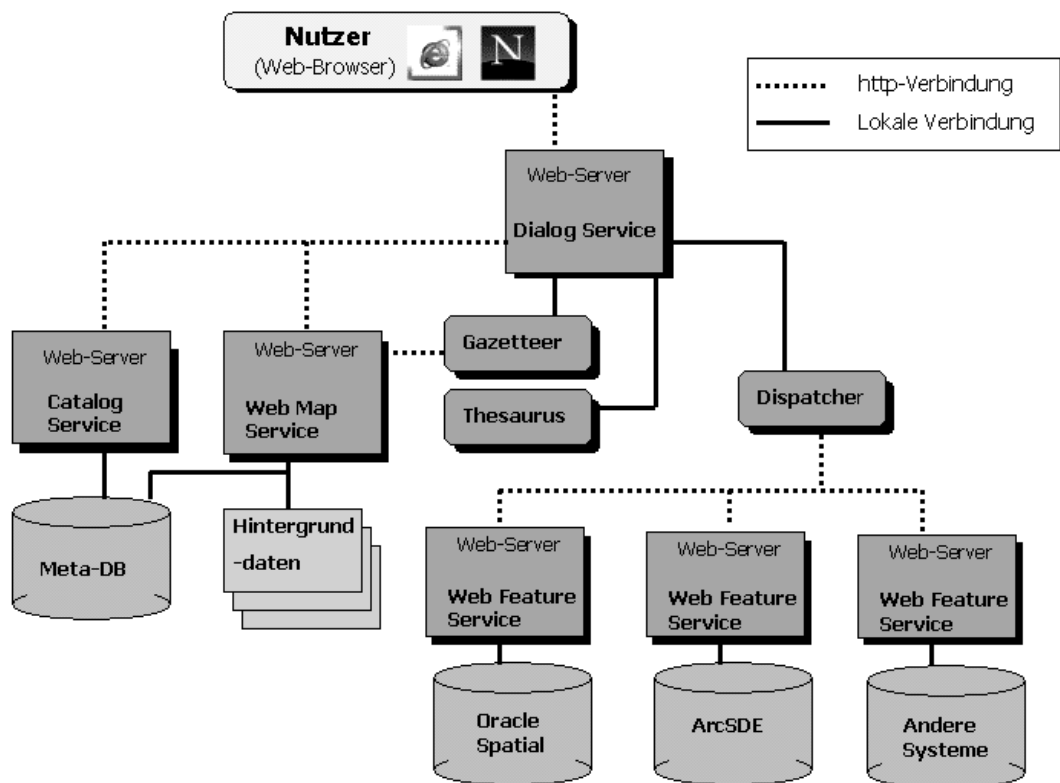 Nutzer
(Web-Browser)
N
http-Verbindung
Lokale Verbindung
Web-Server
Dialog Service
Web-Server
Catalog
Service
Web-Server
Web Map
Service
Gazetteer
Thesaurus
Dispatcher
Meta-DB
Hintergrund
-daten
Web-Server
Web Feature
Service
Web-Server
Web Feature
Service
Web-Server
Web Feature
Service
Oracle
Spatial
ArcSDE
Andere
Systeme